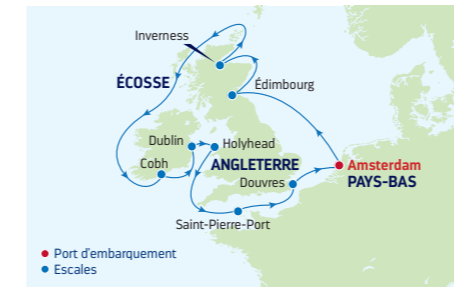 Inverness
ÉCOSSE
Édimbourg
Dublin
Holyhead
Cobh
ANGLETERRE
Amsterdam
Douvres
PAYS-BAS
Saint-Pierre-Port
Port d'embarquement
Escales